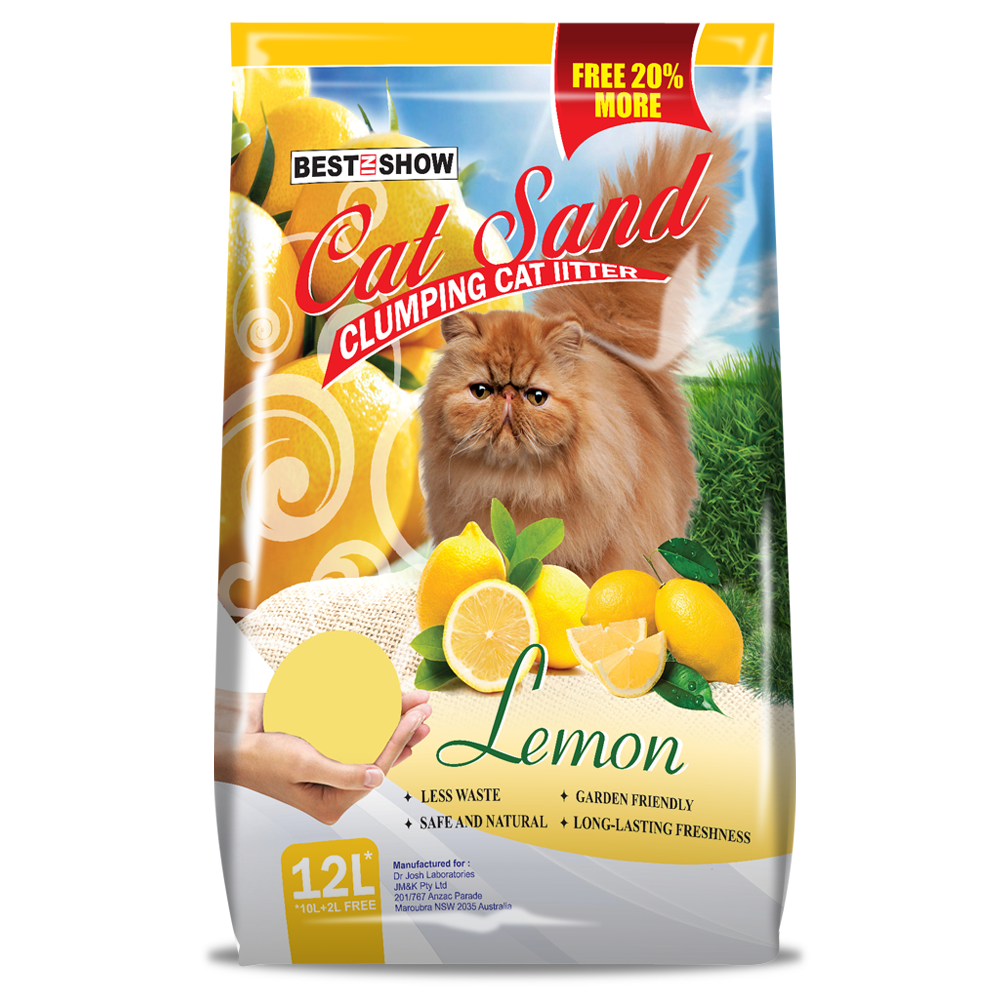 FREE 20%
MORE
BEST IN SHOW
Cat Sand
CLUMPING CAT IITTER
Lemon
✦ LESS WASTE ✦ GARDEN FRIENDLY
✦ SAFE AND NATURAL ✦ LONG-LASTING FRESHNESS
12L*
*10L+2L FREE
Manufactured for :
Dr Josh Laboratories
JM&K Pty Ltd
201/767 Anzac Parade
Maroubra NSW 2035 Australia